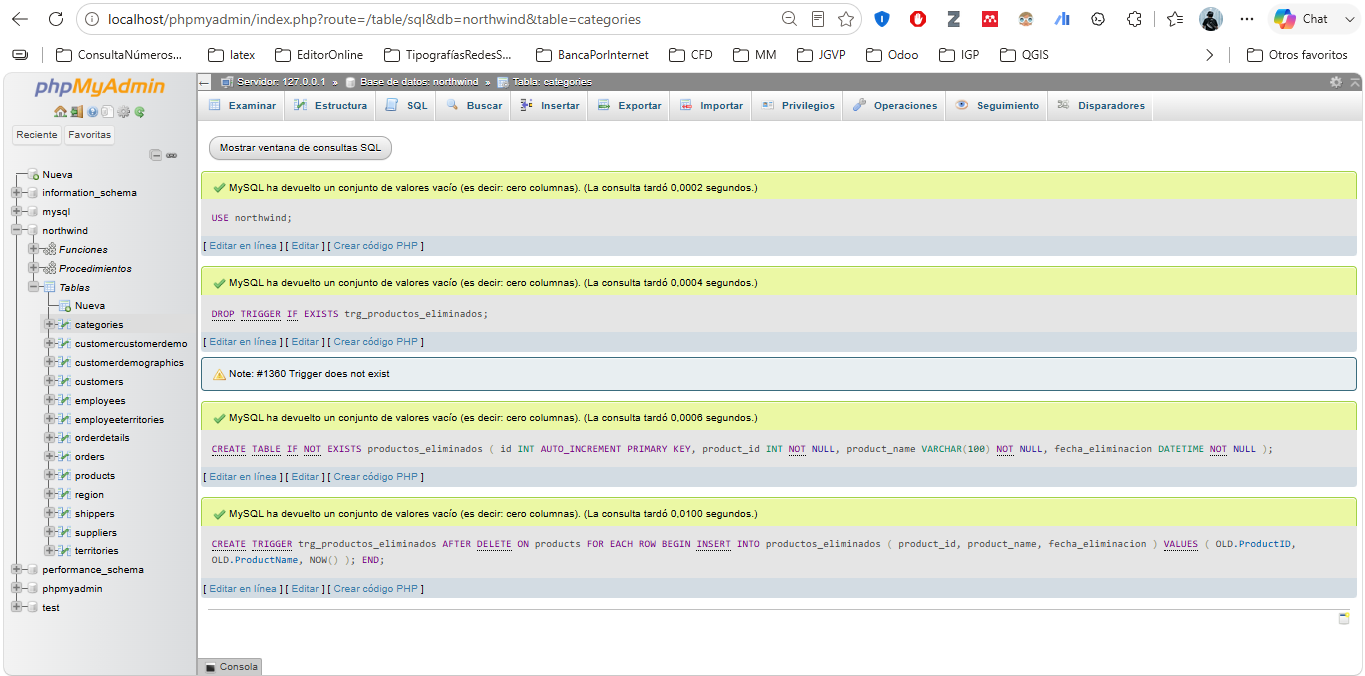 localhost/phpmyadmin/index.php?route=/table/sql&db=northwind&table=categories
Chat
ConsultaNúmeros...
latex
EditorOnline
TipografíasRedesS...
BancaPorInternet
CFD
MM
JGVP
Odoo
IGP
QGIS
Otros favoritos
phpMyAdmin
Reciente
Favoritas
Nueva
information_schema
mysql
northwind
Funciones
Procedimientos
Tablas
Nueva
categories
customercustomerdemo
customerdemographics
customers
employees
employeeterritories
orderdetails
orders
products
region
shippers
suppliers
territories
performance_schema
phpmyadmin
test
Servidor: 127.0.0.1 » Base de datos: northwind » Tabla: categories
Examinar
Estructura
SQL
Buscar
Insertar
Exportar
Importar
Privilegios
Operaciones
Seguimiento
Disparadores
Mostrar ventana de consultas SQL
MySQL ha devuelto un conjunto de valores vacío (es decir: cero columnas). (La consulta tardó 0,0002 segundos.)
USE northwind;
[ Editar en línea ] [ Editar ] [ Crear código PHP ]
MySQL ha devuelto un conjunto de valores vacío (es decir: cero columnas). (La consulta tardó 0,0004 segundos.)
DROP TRIGGER IF EXISTS trg_productos_eliminados;
[ Editar en línea ] [ Editar ] [ Crear código PHP ]
Note: #1360 Trigger does not exist
MySQL ha devuelto un conjunto de valores vacío (es decir: cero columnas). (La consulta tardó 0,0006 segundos.)
CREATE TABLE IF NOT EXISTS productos_eliminados ( id INT AUTO_INCREMENT PRIMARY KEY, product_id INT NOT NULL, product_name VARCHAR(100) NOT NULL, fecha_eliminacion DATETIME NOT NULL );
[ Editar en línea ] [ Editar ] [ Crear código PHP ]
MySQL ha devuelto un conjunto de valores vacío (es decir: cero columnas). (La consulta tardó 0,0100 segundos.)
CREATE TRIGGER trg_productos_eliminados AFTER DELETE ON products FOR EACH ROW BEGIN INSERT INTO productos_eliminados ( product_id, product_name, fecha_eliminacion ) VALUES ( OLD.ProductID,
OLD.ProductName, NOW() ); END;
[ Editar en línea ] [ Editar ] [ Crear código PHP ]
Consola